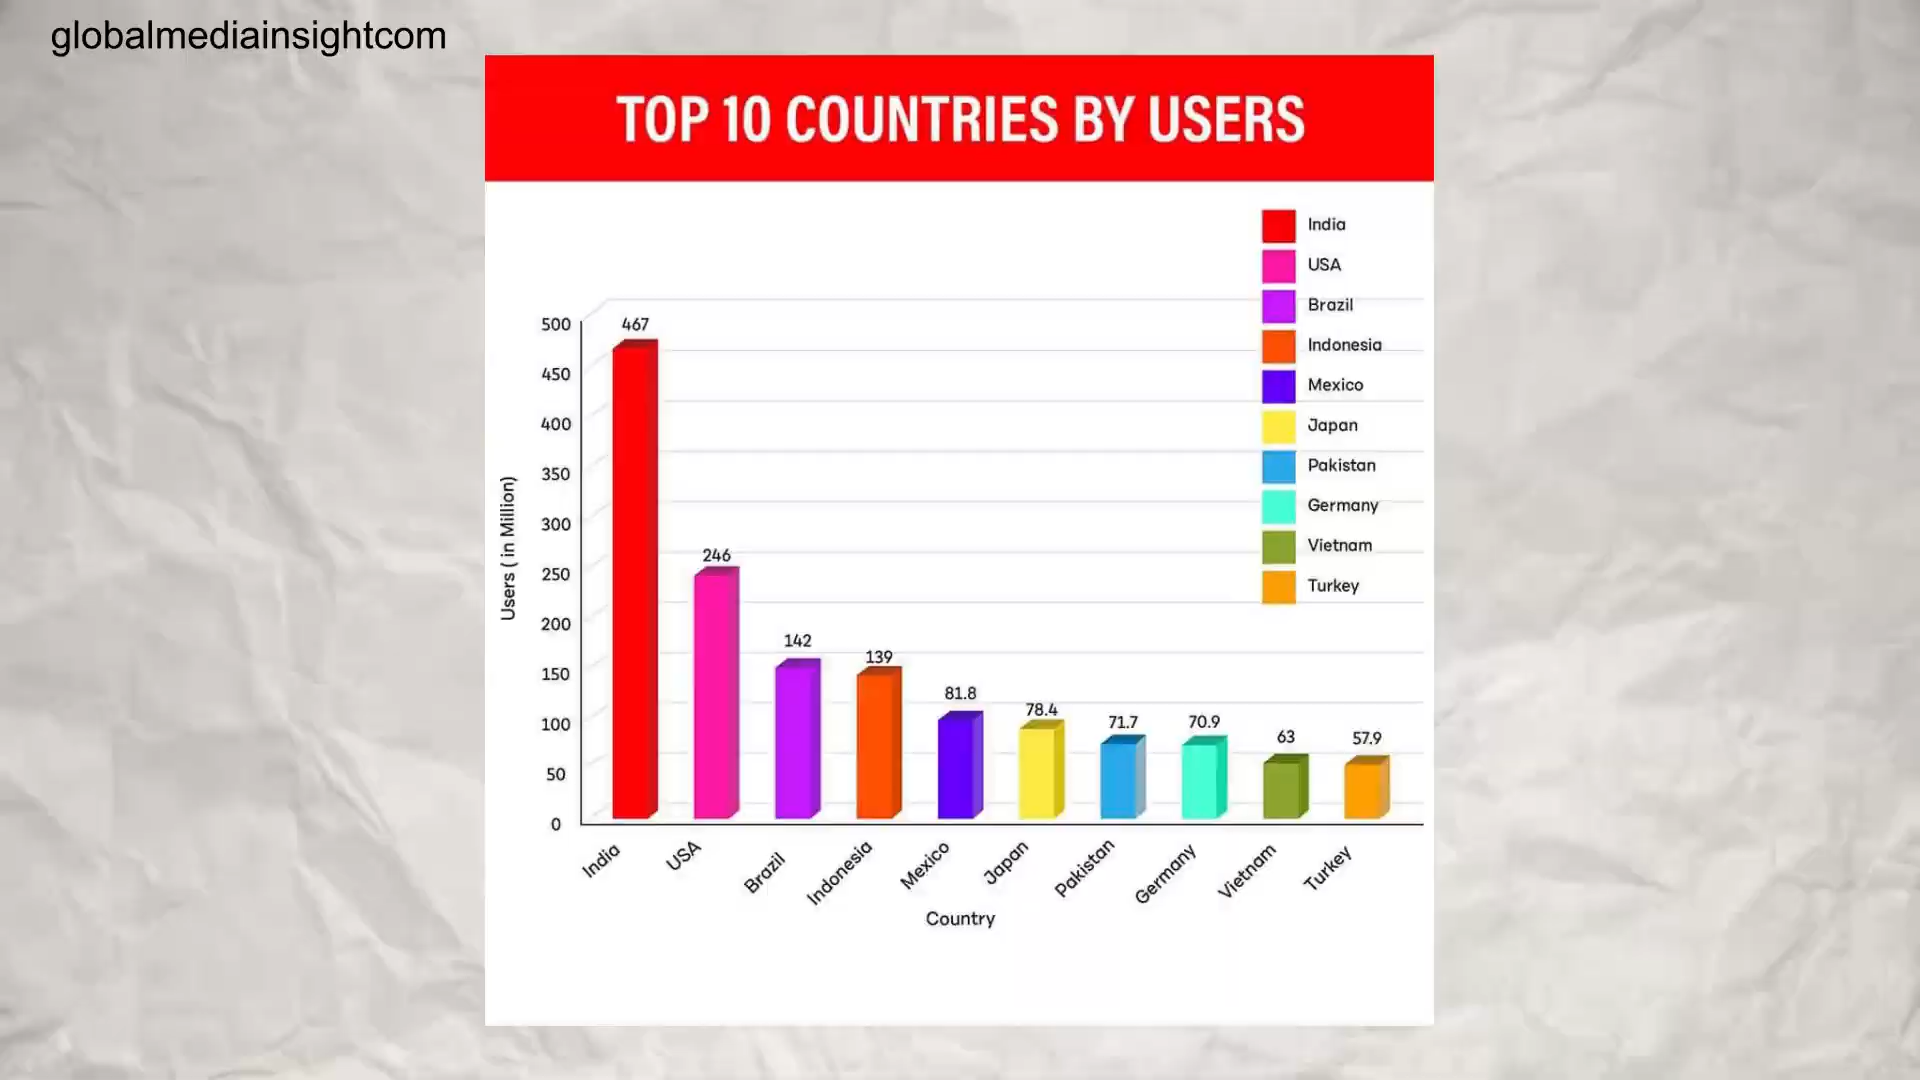 globalmediainsightcom
TOP 10 COUNTRIES BY USERS
India
USA
Brazil
Indonesia
Mexico
Japan
Pakistan
Germany
Vietnam
Turkey
Users ( in Million)
500
450
400
350
300
250
200
150
100
50
0
467
246
142
139
81.8
78.4
71.7
70.9
63
57.9
India
USA
Brazil
Indonesia
Mexico
Japan
Pakistan
Germany
Vietnam
Turkey
Country